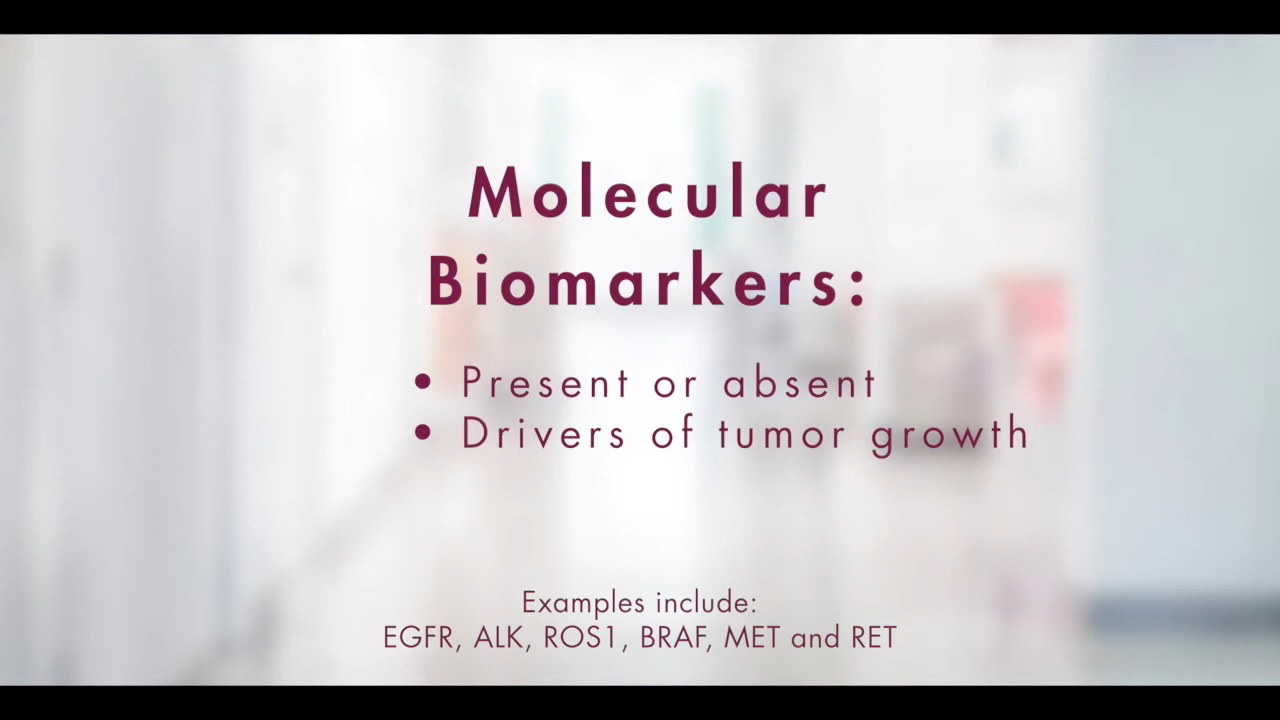 Molecular
Biomarkers:
• Present or absent
• Drivers of tumor growth
Examples include:
EGFR, ALK, ROS1, BRAF, MET and RET